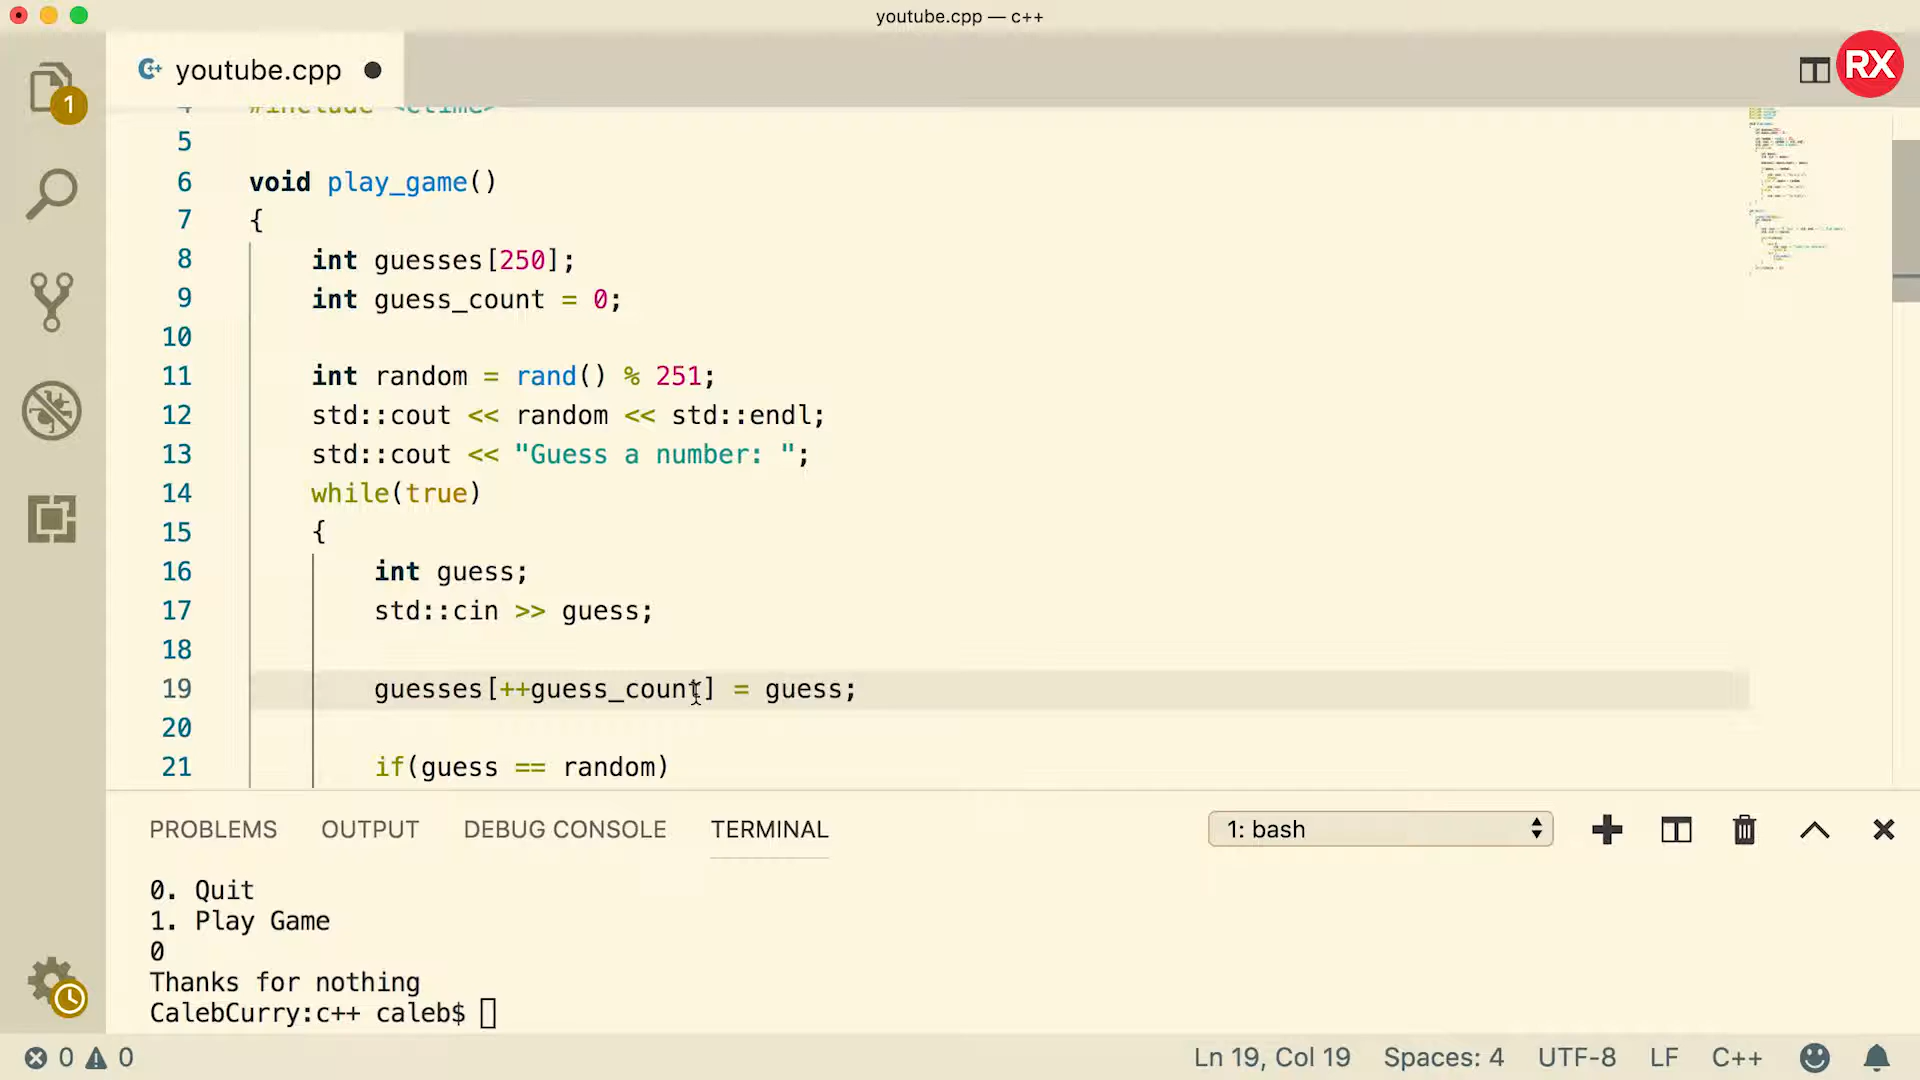 youtube.cpp — c++
youtube.cpp
RX
1
4 #include <ctime>
5
6 void play_game()
7 {
8 int guesses[250];
9 int guess_count = 0;
10
11 int random = rand() % 251;
12 std::cout << random << std::endl;
13 std::cout << "Guess a number: ";
14 while(true)
15 {
16 int guess;
17 std::cin >> guess;
18
19 guesses[++guess_count] = guess;
20
21 if(guess == random)
PROBLEMS OUTPUT DEBUG CONSOLE TERMINAL 1: bash
0. Quit
1. Play Game
0
Thanks for nothing
CalebCurry:c++ caleb$
0 0 Ln 19, Col 19 Spaces: 4 UTF-8 LF C++